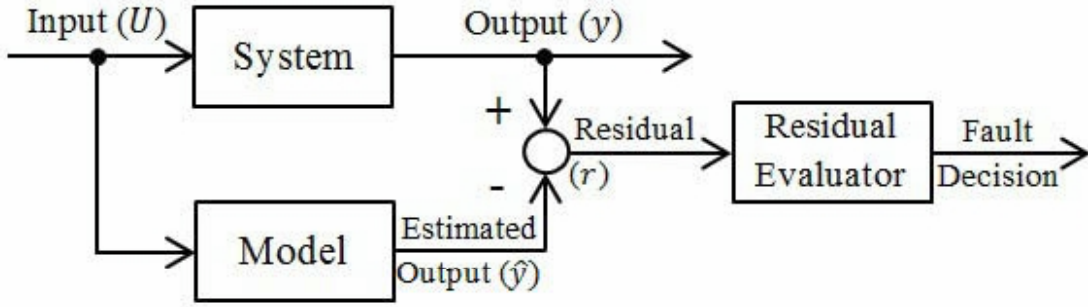 Input (U)
System
Output (y)
+
Residual
(r)
-
Residual
Evaluator
Fault
Decision
Model
Estimated
Output (ŷ)